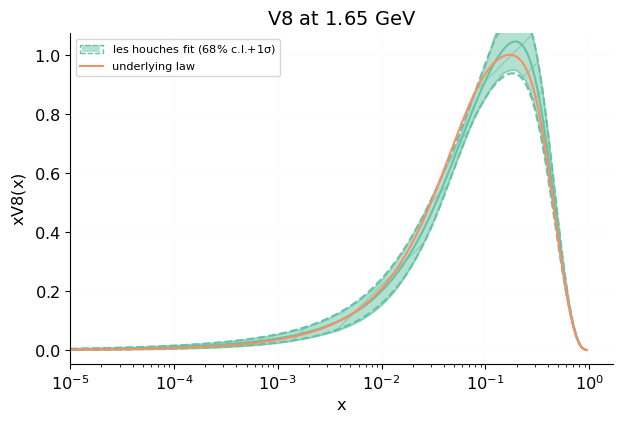 V8 at 1.65 GeV
les houches fit (68% c.l.+1σ)
underlying law
1.0
0.8
0.6
0.4
0.2
0.0
xV8(x)
10⁻⁵ 10⁻⁴ 10⁻³ 10⁻² 10⁻¹ 10⁰
x